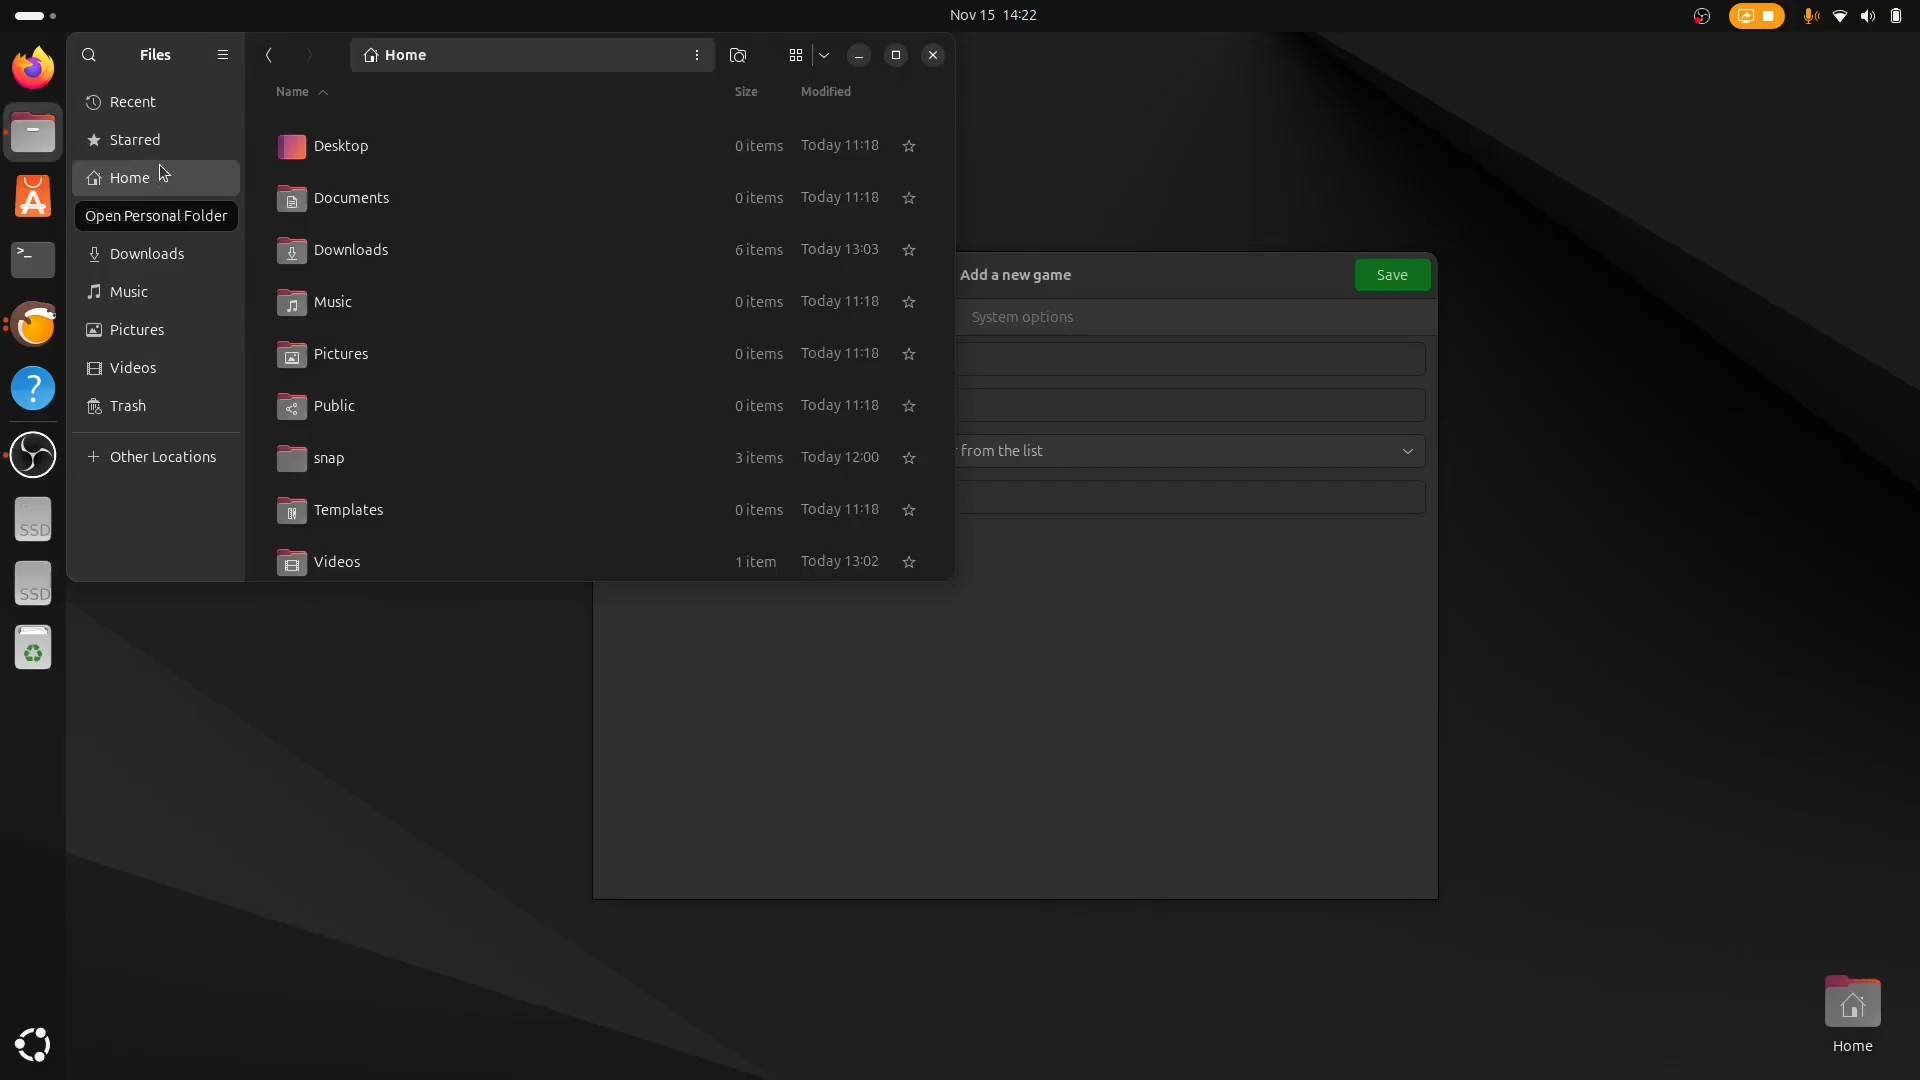 Nov 15 14:22
Files
Home
Recent
Starred
Home
Open Personal Folder
Downloads
Music
Pictures
Videos
Trash
Other Locations
Name Size Modified
Desktop 0 items Today 11:18
Documents 0 items Today 11:18
Downloads 6 items Today 13:03
Music 0 items Today 11:18
Pictures 0 items Today 11:18
Public 0 items Today 11:18
snap 3 items Today 12:00
Templates 0 items Today 11:18
Videos 1 item Today 13:02
Add a new game
Save
System options
from the list
SSD
SSD
Home